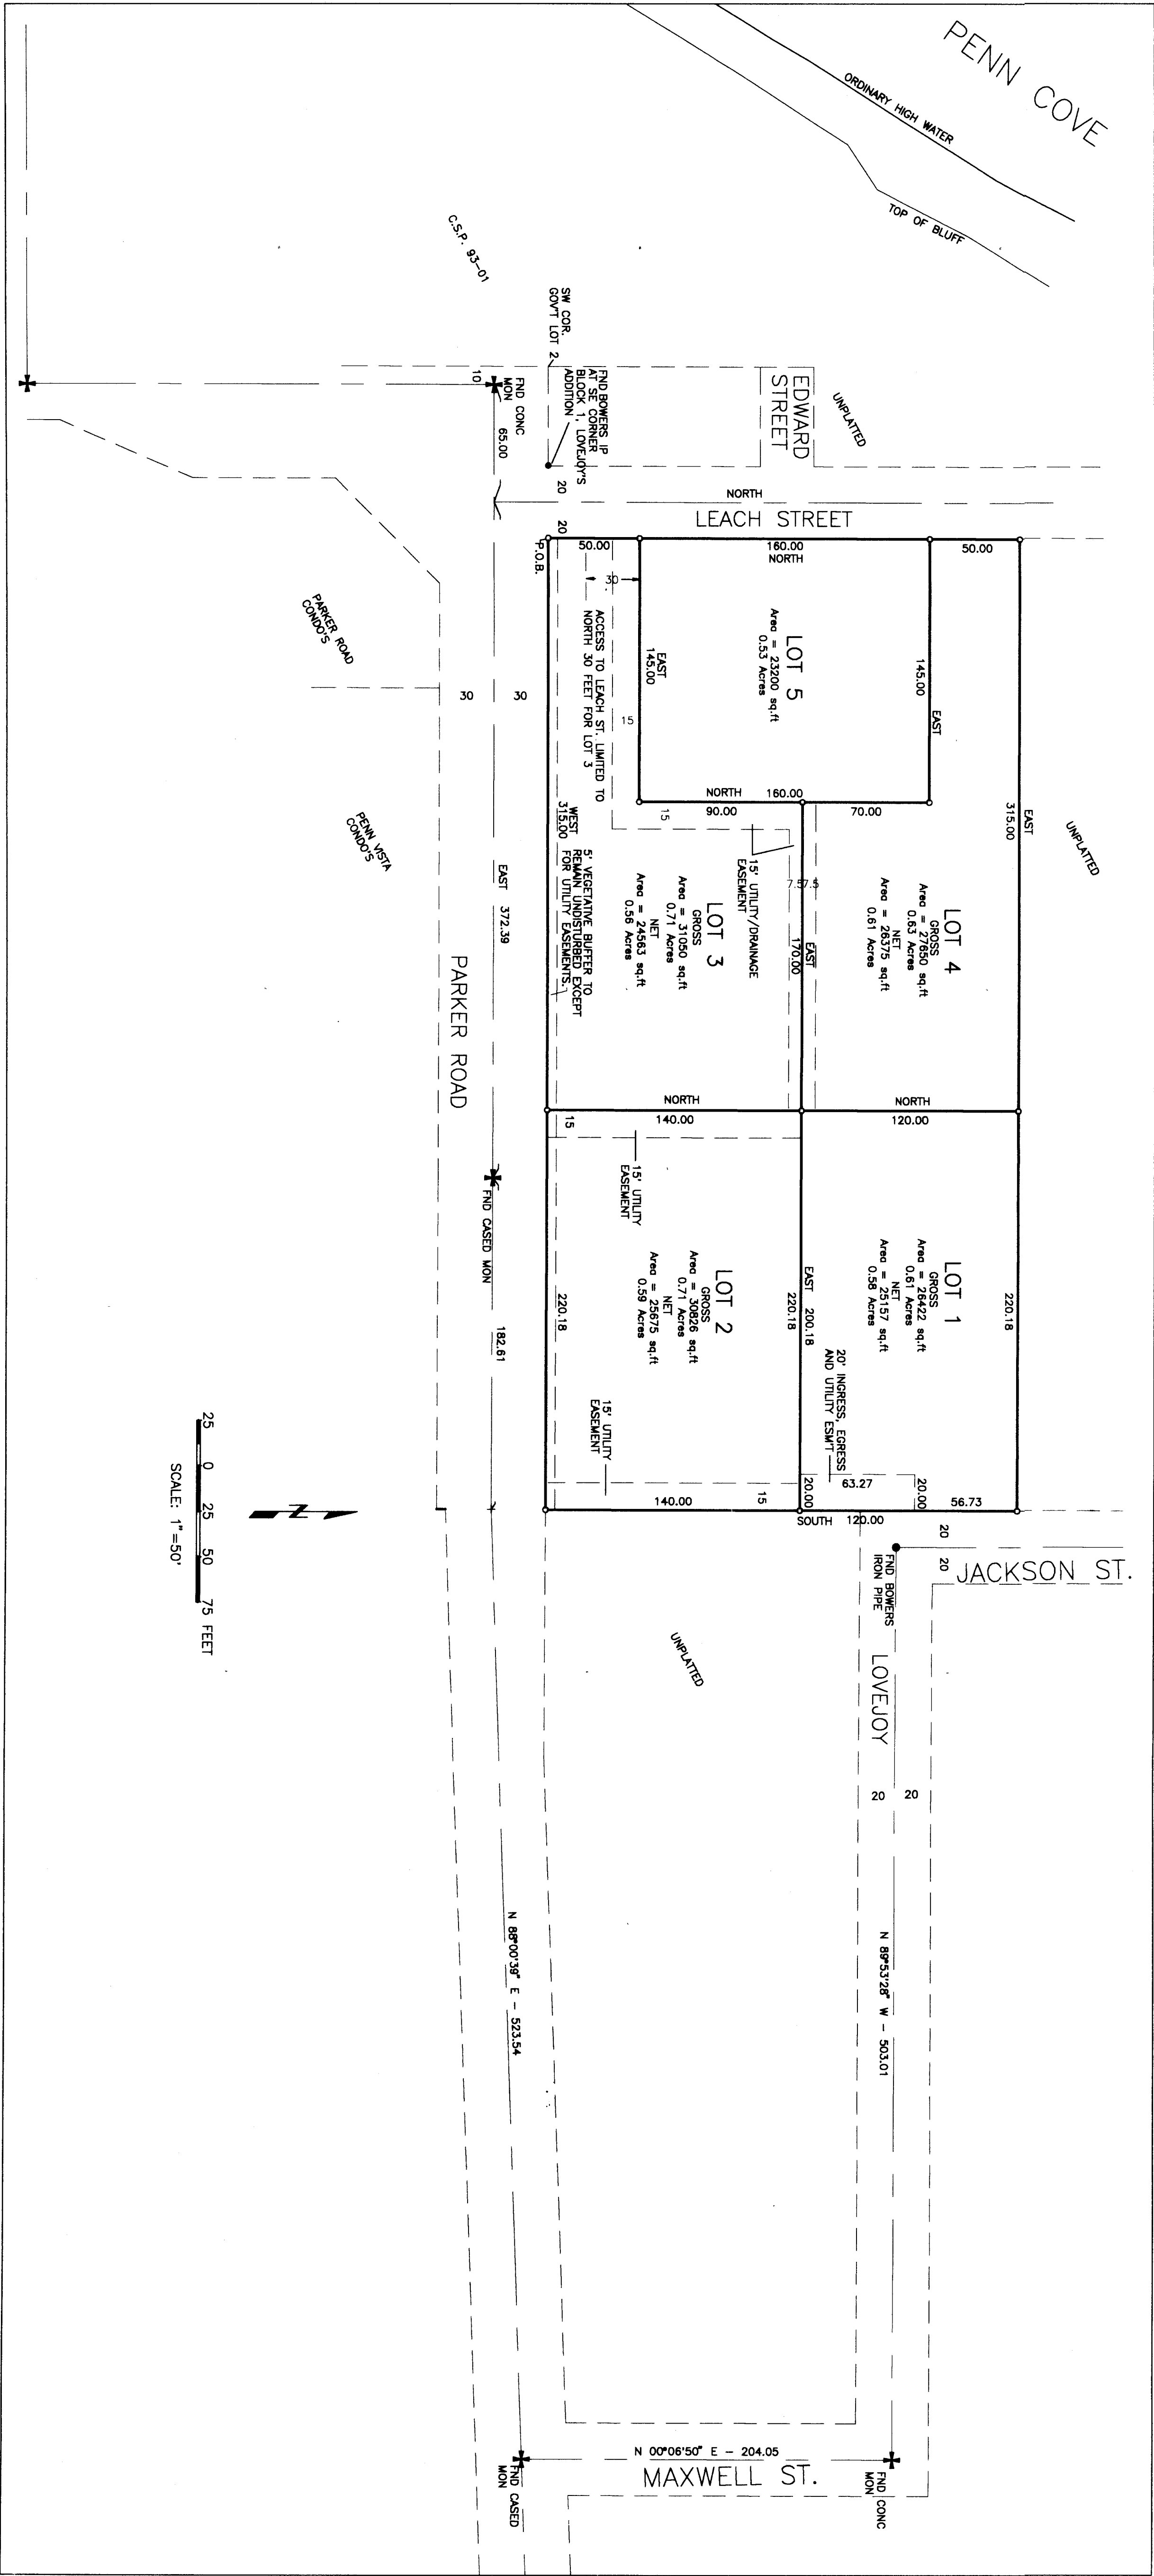 PENN COVE
ORDINARY HIGH WATER
TOP OF BLUFF
C.S.P. 93-01
SW COR.
GOV'T LOT 2
FND BOWERS IP
AT SE CORNER
BLOCK 1, LOVEJOY'S
ADDITION
EDWARD
STREET
UNPLATTED
10
FND CONC
MON
65.00
20
20
NORTH
LEACH STREET
P.O.B.
50.00
160.00
NORTH
50.00
30
ACCESS TO LEACH ST. LIMITED TO
NORTH 30 FEET FOR LOT 3
EAST
145.00
15
LOT 5
Area = 23200 sq.ft
0.53 Acres
145.00
EAST
NORTH
160.00
90.00
70.00
15
EAST
315.00
UNPLATTED
PARKER ROAD
CONDO'S
30
30
PENN VISTA
CONDO'S
EAST 372.39
PARKER ROAD
WEST
315.00
5' VEGETATIVE BUFFER TO
REMAIN UNDISTURBED EXCEPT
FOR UTILITY EASEMENTS.
15' UTILITY/DRAINAGE
EASEMENT
7.5
7.5
LOT 3
GROSS
Area = 31050 sq.ft
0.71 Acres
NET
Area = 24563 sq.ft
0.56 Acres
EAST
170.00
LOT 4
GROSS
Area = 27650 sq.ft
0.63 Acres
NET
Area = 26375 sq.ft
0.61 Acres
NORTH
140.00
NORTH
120.00
15
15' UTILITY
EASEMENT
FND CASED MON
182.61
220.18
LOT 2
GROSS
Area = 30826 sq.ft
0.71 Acres
NET
Area = 25675 sq.ft
0.59 Acres
EAST 200.18
220.18
LOT 1
GROSS
Area = 26422 sq.ft
0.61 Acres
NET
Area = 25157 sq.ft
0.58 Acres
220.18
20' INGRESS, EGRESS
AND UTILITY ESM'T
15' UTILITY
EASEMENT
15
20.00
63.27
20.00
56.73
140.00
SOUTH 120.00
20
20
JACKSON ST.
FND BOWERS
IRON PIPE
LOVEJOY
20
20
UNPLATTED
25 0 25 50 75 FEET
SCALE: 1"=50'
N
N 88°00'39" E - 523.54
N 89°53'28" W - 503.01
N 00°06'50" E - 204.05
MAXWELL ST.
FND CASED
MON
FND CONC
MON